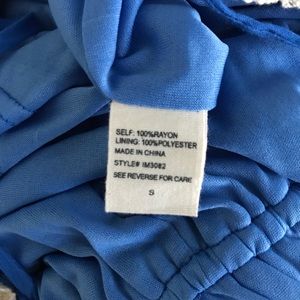 SELF: 100%RAYON
LINING: 100%POLYESTER
MADE IN CHINA
STYLE# IM3082
SEE REVERSE FOR CARE
S